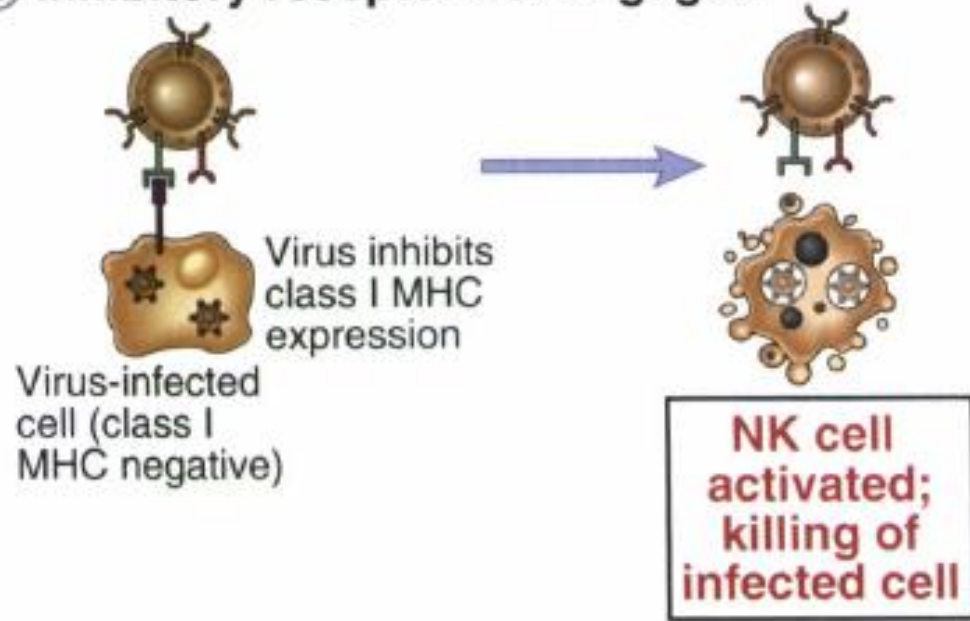 Virus inhibits
class I MHC
expression
Virus-infected
cell (class I
MHC negative)
NK cell
activated;
killing of
infected cell